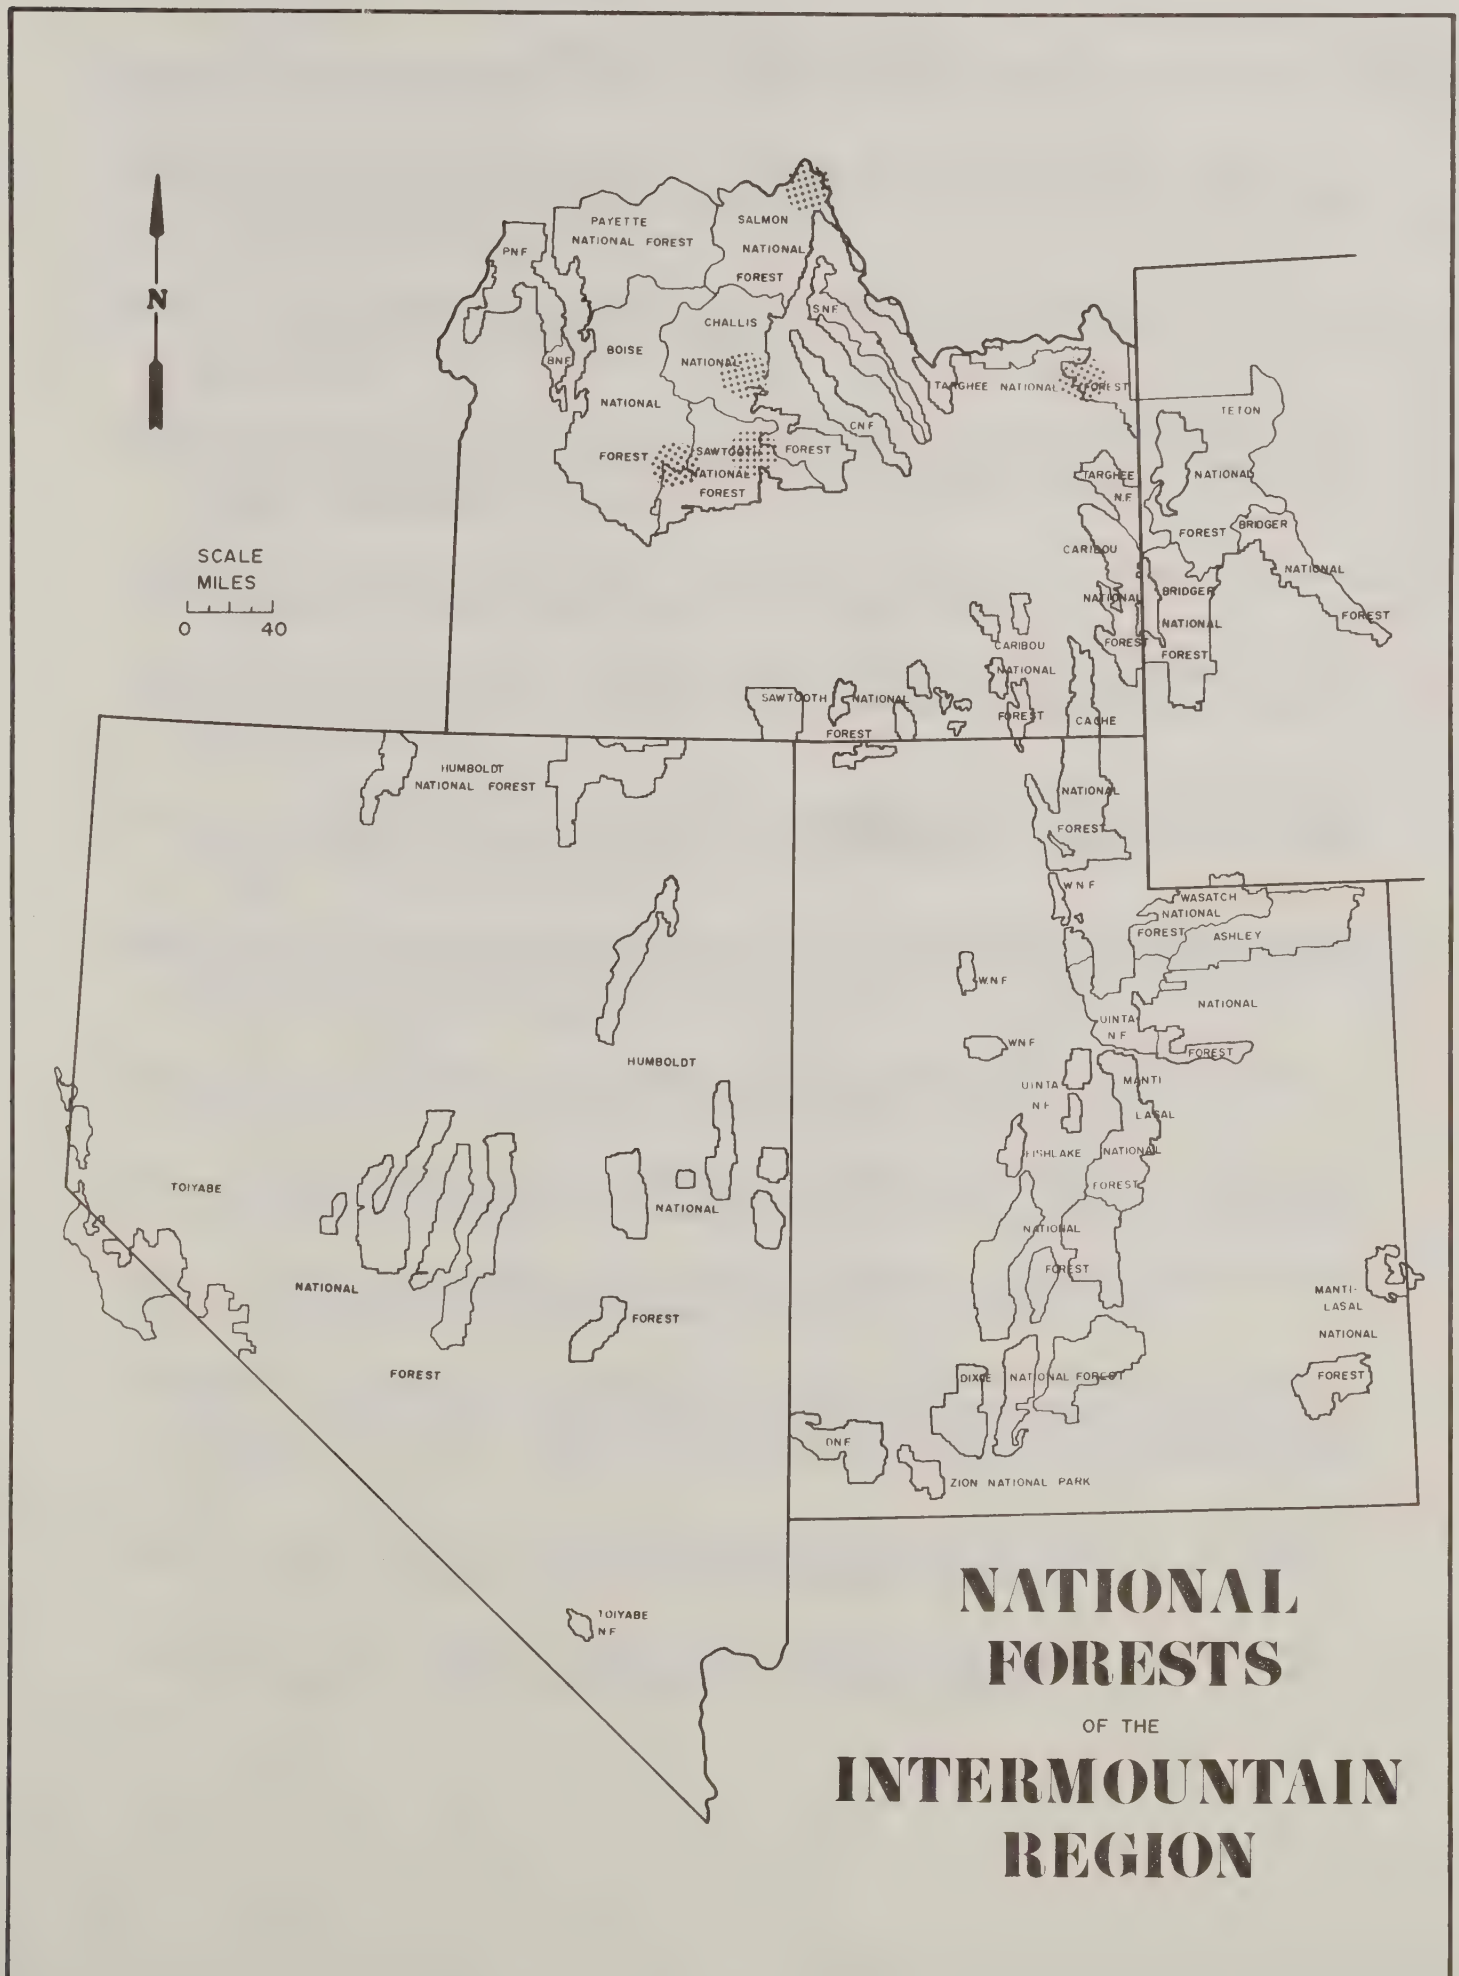 PAYETTE
NATIONAL FOREST
SALMON
NATIONAL
FOREST
PNF
N
SNF
CHALLIS
NATIONAL
BOISE
BNF
NATIONAL
FOREST
TARGHEE NATIONAL FOREST
CNF
SAWTOOTH
NATIONAL
FOREST
FOREST
TETON
NATIONAL
FOREST
TARGHEE
N.F.
BRIDGER
NATIONAL
FOREST
CARIBOU
NATIONAL
FOREST
BRIDGER
NATIONAL
FOREST
SCALE
MILES
0 40
CARIBOU
NATIONAL
FOREST
SAWTOOTH NATIONAL
FOREST
CACHE
NATIONAL
FOREST
HUMBOLDT
NATIONAL FOREST
WNF
WASATCH
NATIONAL
FOREST
ASHLEY
NATIONAL
FOREST
W.N.F
UINTA
N F
WNF
HUMBOLDT
NATIONAL
FOREST
UINTA
N F
MANTI
LASAL
NATIONAL
FOREST
FISHLAKE
NATIONAL
FOREST
TOIYABE
NATIONAL
FOREST
MANTI-
LASAL
NATIONAL
FOREST
DIXIE NATIONAL FOREST
DNF
ZION NATIONAL PARK
TOIYABE
N F
NATIONAL
FORESTS
OF THE
INTERMOUNTAIN
REGION